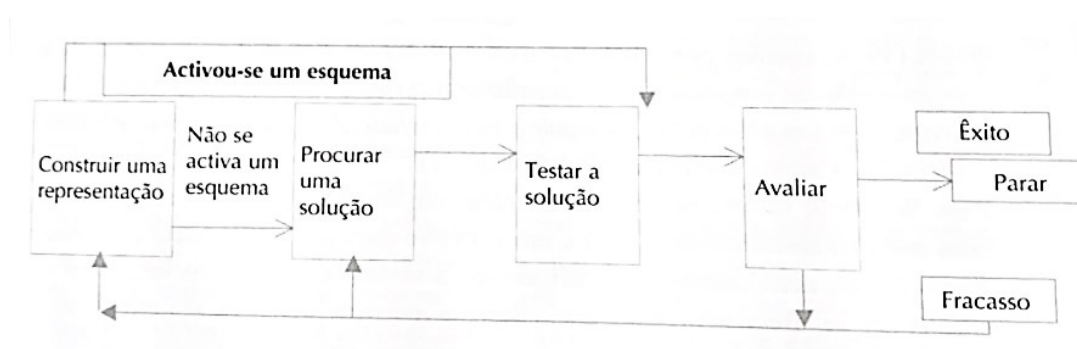 Activou-se um esquema
Construir uma
representação
Não se
activa um
esquema
Procurar
uma
solução
Testar a
solução
Avaliar
Êxito
Parar
Fracasso